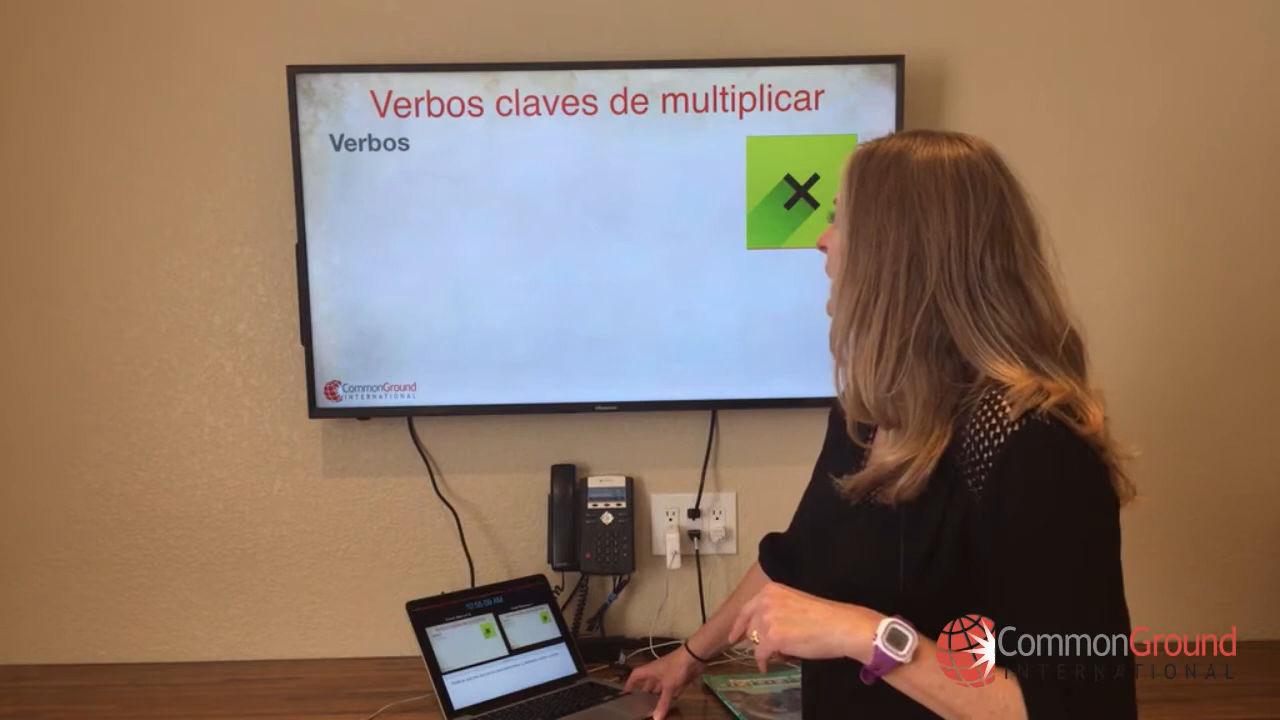 Verbos claves de multiplicar
Verbos
CommonGround
INTERNATIONAL
CommonGround
INTERNATIONAL